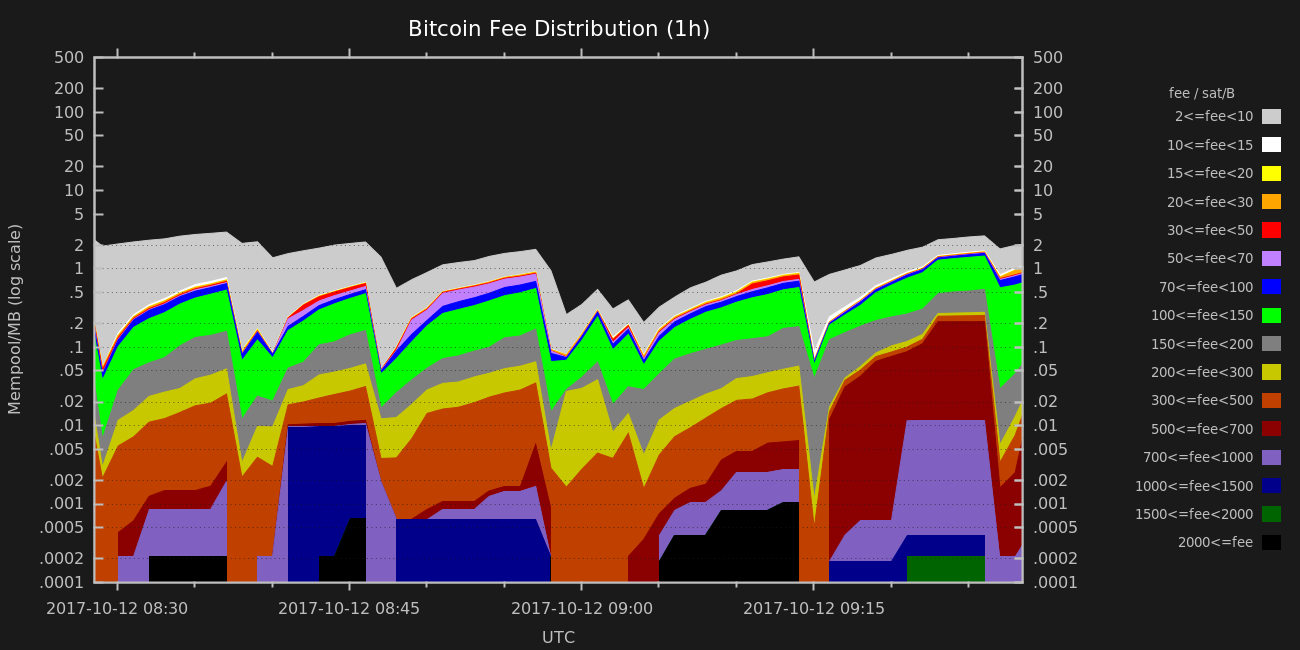 Bitcoin Fee Distribution (1h)
Mempool/MB (log scale)
500
200
100
50
20
10
5
2
1
.5
.2
.1
.05
.02
.01
.005
.002
.001
.0005
.0002
.0001
500
200
100
50
20
10
5
2
1
.5
.2
.1
.05
.02
.01
.005
.002
.001
.0005
.0002
.0001
fee / sat/B
2<=fee<10
10<=fee<15
15<=fee<20
20<=fee<30
30<=fee<50
50<=fee<70
70<=fee<100
100<=fee<150
150<=fee<200
200<=fee<300
300<=fee<500
500<=fee<700
700<=fee<1000
1000<=fee<1500
1500<=fee<2000
2000<=fee
2017-10-12 08:30 2017-10-12 08:45 2017-10-12 09:00 2017-10-12 09:15
UTC